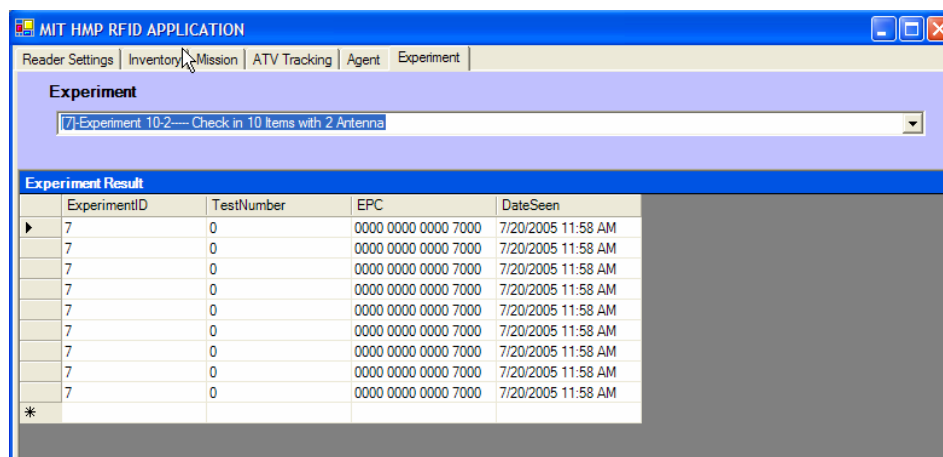 MIT HMP RFID APPLICATION
Reader Settings Inventory Mission ATV Tracking Agent Experiment
Experiment
[7]-Experiment 10-2----- Check in 10 Items with 2 Antenna
Experiment Result
ExperimentID TestNumber EPC DateSeen
7 0 0000 0000 0000 7000 7/20/2005 11:58 AM
7 0 0000 0000 0000 7000 7/20/2005 11:58 AM
7 0 0000 0000 0000 7000 7/20/2005 11:58 AM
7 0 0000 0000 0000 7000 7/20/2005 11:58 AM
7 0 0000 0000 0000 7000 7/20/2005 11:58 AM
7 0 0000 0000 0000 7000 7/20/2005 11:58 AM
7 0 0000 0000 0000 7000 7/20/2005 11:58 AM
7 0 0000 0000 0000 7000 7/20/2005 11:58 AM
7 0 0000 0000 0000 7000 7/20/2005 11:58 AM